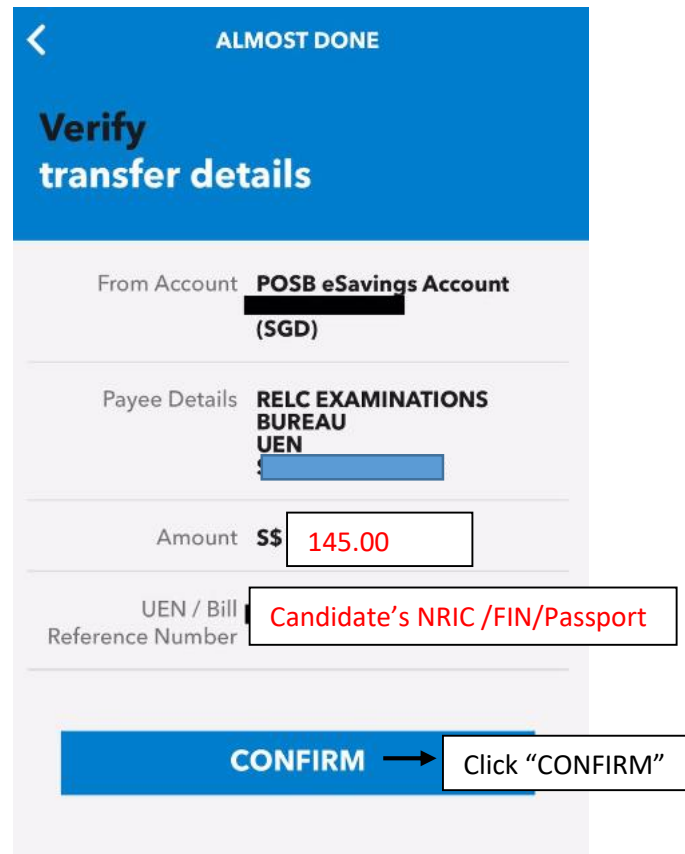 ALMOST DONE
Verify
transfer details
From Account POSB eSavings Account
(SGD)
Payee Details RELC EXAMINATIONS
BUREAU
UEN
Amount S$ 145.00
UEN / Bill
Reference Number
Candidate’s NRIC /FIN/Passport
CONFIRM
Click “CONFIRM”